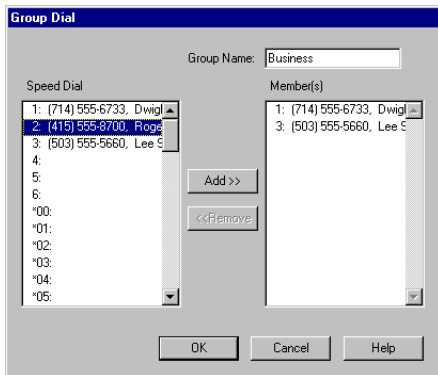 Group Dial
Group Name: Business
Speed Dial
1: (714) 555-6733, Dwigl
2: (415) 555-8700, Roge
3: (503) 555-5660, Lee S
4:
5:
6:
*00:
*01:
*02:
*03:
*04:
*05:
Add >>
<<Remove
Member(s)
1: (714) 555-6733, Dwigl
3: (503) 555-5660, Lee S
OK
Cancel
Help